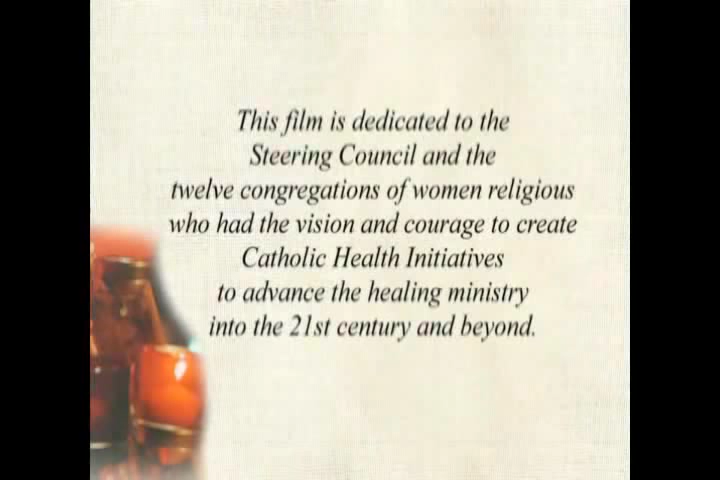 This film is dedicated to the
Steering Council and the
twelve congregations of women religious
who had the vision and courage to create
Catholic Health Initiatives
to advance the healing ministry
into the 21st century and beyond.